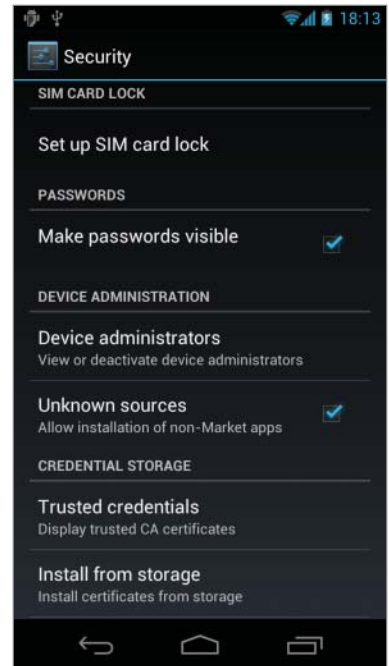 18:13
Security
SIM CARD LOCK
Set up SIM card lock
PASSWORDS
Make passwords visible
DEVICE ADMINISTRATION
Device administrators
View or deactivate device administrators
Unknown sources
Allow installation of non-Market apps
CREDENTIAL STORAGE
Trusted credentials
Display trusted CA certificates
Install from storage
Install certificates from storage